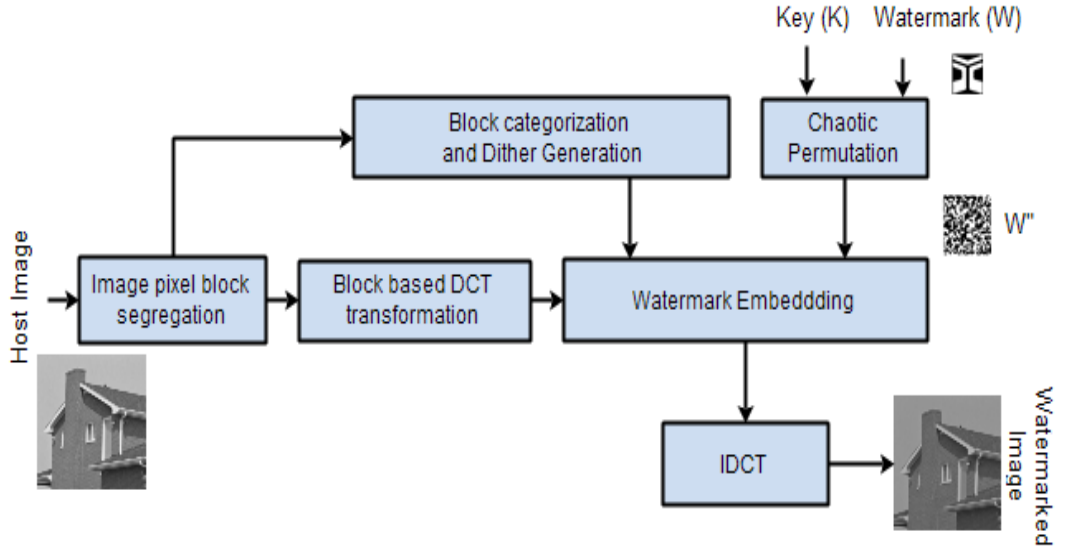 Key (K)
Watermark (W)
Block categorization
and Dither Generation
Chaotic
Permutation
W"
Host Image
Image pixel block
segregation
Block based DCT
transformation
Watermark Embeddding
IDCT
Watermarked
Image